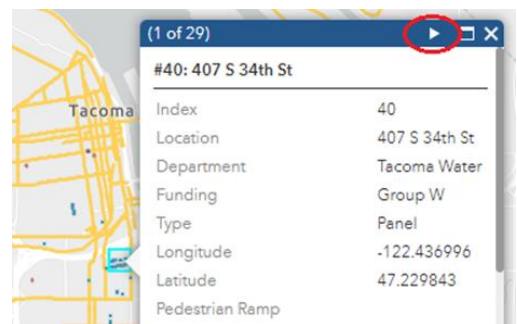 (1 of 29)
#40: 407 S 34th St
Tacoma
Index 40
Location 407 S 34th St
Department Tacoma Water
Funding Group W
Type Panel
Longitude -122.436996
Latitude 47.229843
Pedestrian Ramp